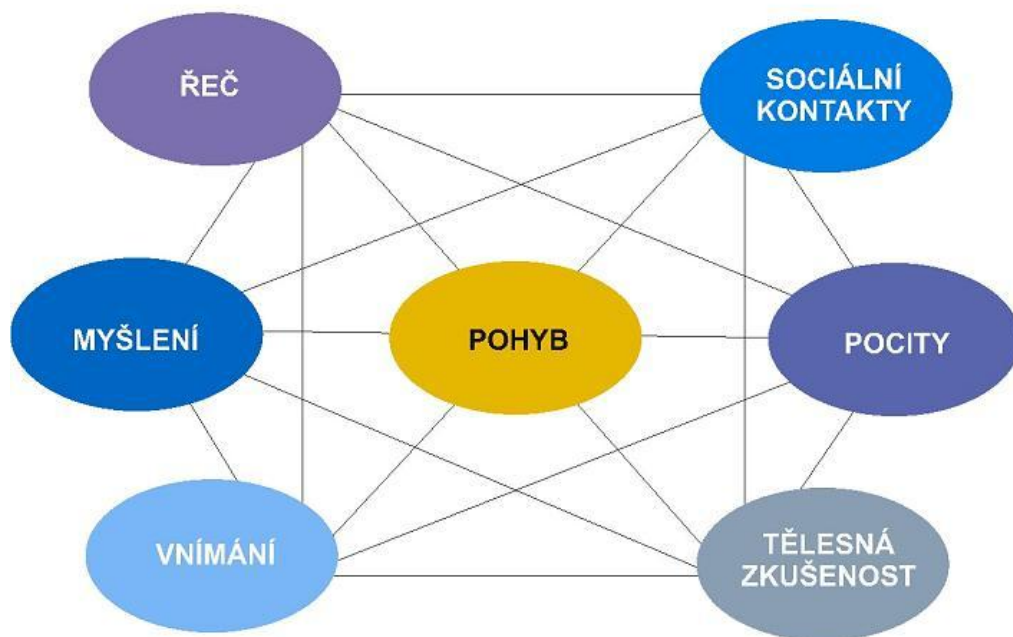 ŘEČ
SOCIÁLNÍ
KONTAKTY
MYŠLENÍ
POHYB
POCITY
VNÍMÁNÍ
TĚLESNÁ
ZKUŠENOST